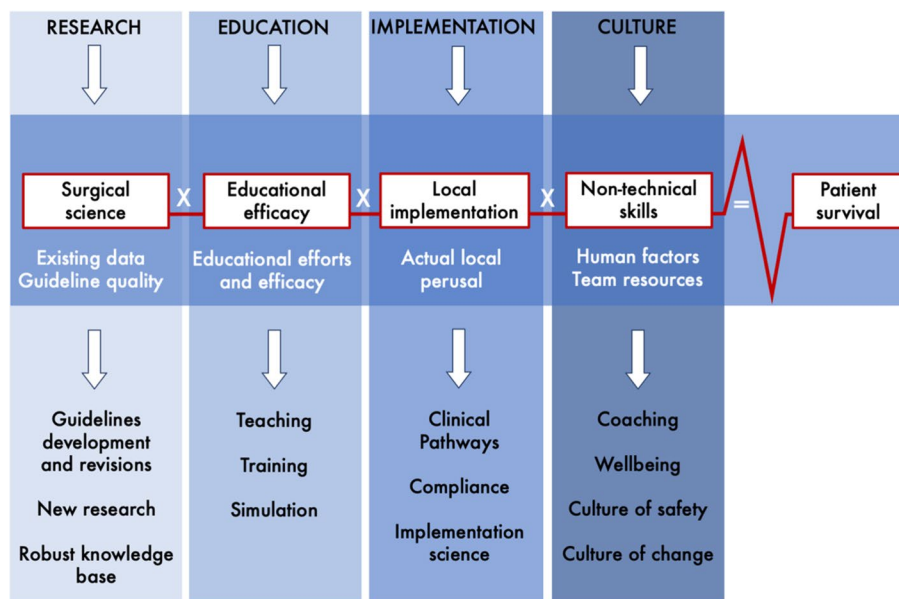 RESEARCH
EDUCATION
IMPLEMENTATION
CULTURE
Surgical
science
X
Educational
efficacy
X
Local
implementation
X
Non-technical
skills
=
Patient
survival
Existing data
Guideline quality
Educational efforts
and efficacy
Actual local
perusal
Human factors
Team resources
Guidelines
development
and revisions
New research
Robust knowledge
base
Teaching
Training
Simulation
Clinical
Pathways
Compliance
Implementation
science
Coaching
Wellbeing
Culture of safety
Culture of change